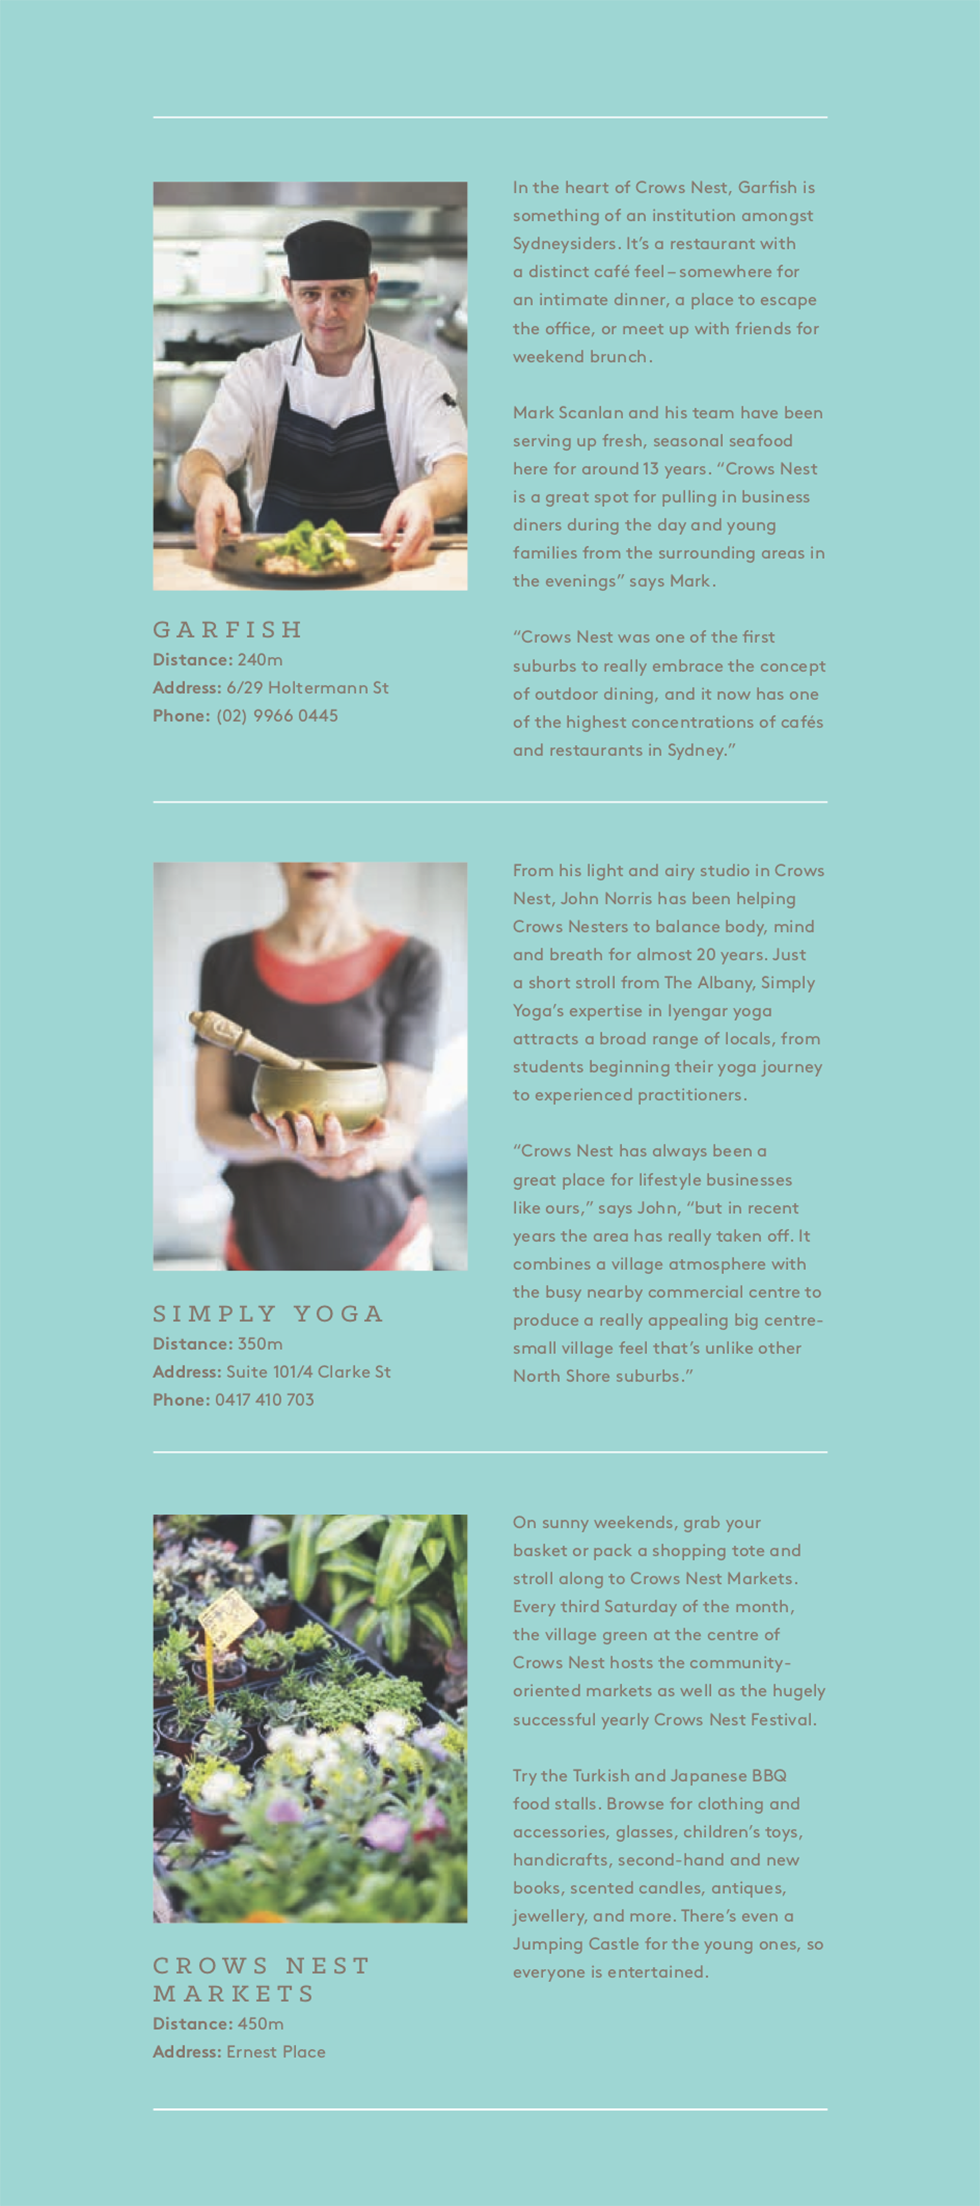 In the heart of Crows Nest, Garfish is
something of an institution amongst
Sydneysiders. It’s a restaurant with
a distinct café feel – somewhere for
an intimate dinner, a place to escape
the office, or meet up with friends for
weekend brunch.
Mark Scanlan and his team have been
serving up fresh, seasonal seafood
here for around 13 years. “Crows Nest
is a great spot for pulling in business
diners during the day and young
families from the surrounding areas in
the evenings” says Mark.
“Crows Nest was one of the first
suburbs to really embrace the concept
of outdoor dining, and it now has one
of the highest concentrations of cafés
and restaurants in Sydney.”
GARFISH
Distance: 240m
Address: 6/29 Holtermann St
Phone: (02) 9966 0445
From his light and airy studio in Crows
Nest, John Norris has been helping
Crows Nesters to balance body, mind
and breath for almost 20 years. Just
a short stroll from The Albany, Simply
Yoga’s expertise in Iyengar yoga
attracts a broad range of locals, from
students beginning their yoga journey
to experienced practitioners.
“Crows Nest has always been a
great place for lifestyle businesses
like ours,” says John, “but in recent
years the area has really taken off. It
combines a village atmosphere with
the busy nearby commercial centre to
produce a really appealing big centre-
small village feel that’s unlike other
North Shore suburbs.”
SIMPLY YOGA
Distance: 350m
Address: Suite 101/4 Clarke St
Phone: 0417 410 703
On sunny weekends, grab your
basket or pack a shopping tote and
stroll along to Crows Nest Markets.
Every third Saturday of the month,
the village green at the centre of
Crows Nest hosts the community-
oriented markets as well as the hugely
successful yearly Crows Nest Festival.
Try the Turkish and Japanese BBQ
food stalls. Browse for clothing and
accessories, glasses, children’s toys,
handicrafts, second-hand and new
books, scented candles, antiques,
jewellery, and more. There’s even a
Jumping Castle for the young ones, so
everyone is entertained.
CROWS NEST
MARKETS
Distance: 450m
Address: Ernest Place